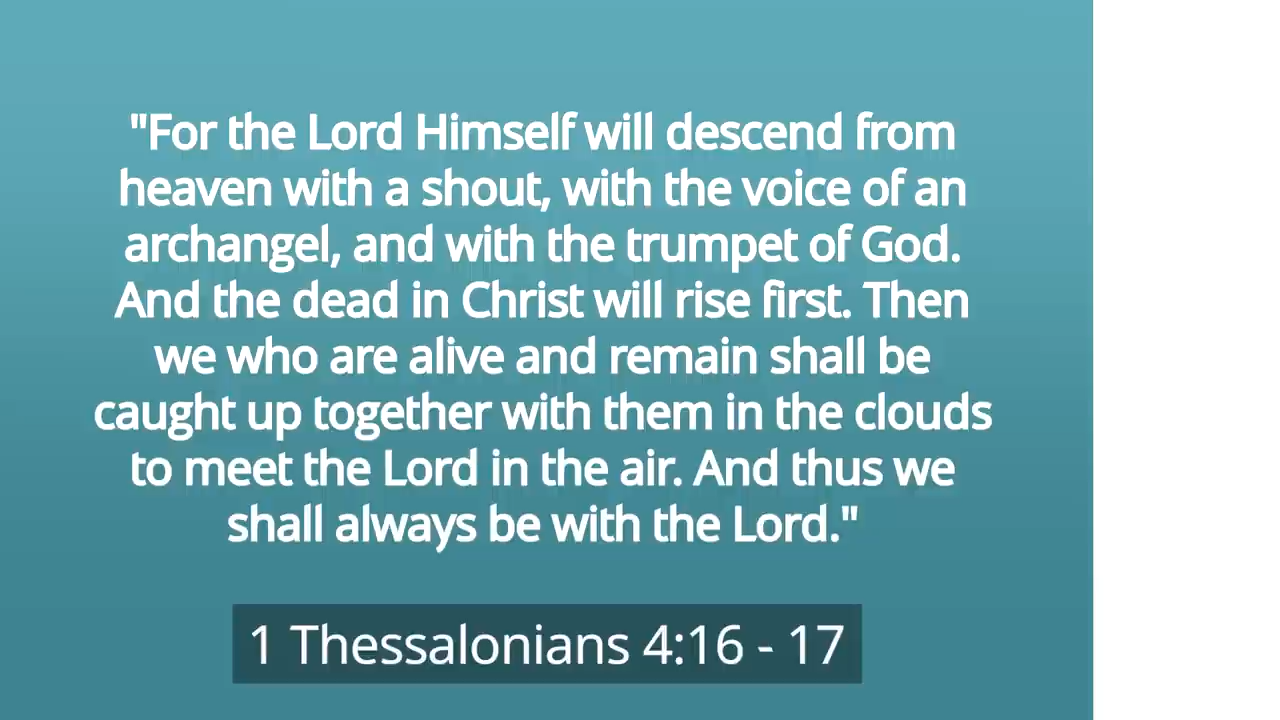 "For the Lord Himself will descend from
heaven with a shout, with the voice of an
archangel, and with the trumpet of God.
And the dead in Christ will rise first. Then
we who are alive and remain shall be
caught up together with them in the clouds
to meet the Lord in the air. And thus we
shall always be with the Lord."
1 Thessalonians 4:16 - 17